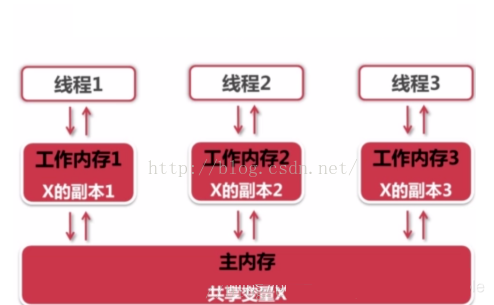 线程1
线程2
线程3
工作内存1
X的副本1
工作内存2
X的副本2
工作内存3
X的副本3
http://blog.csdn.net/
主内存
共享变量X